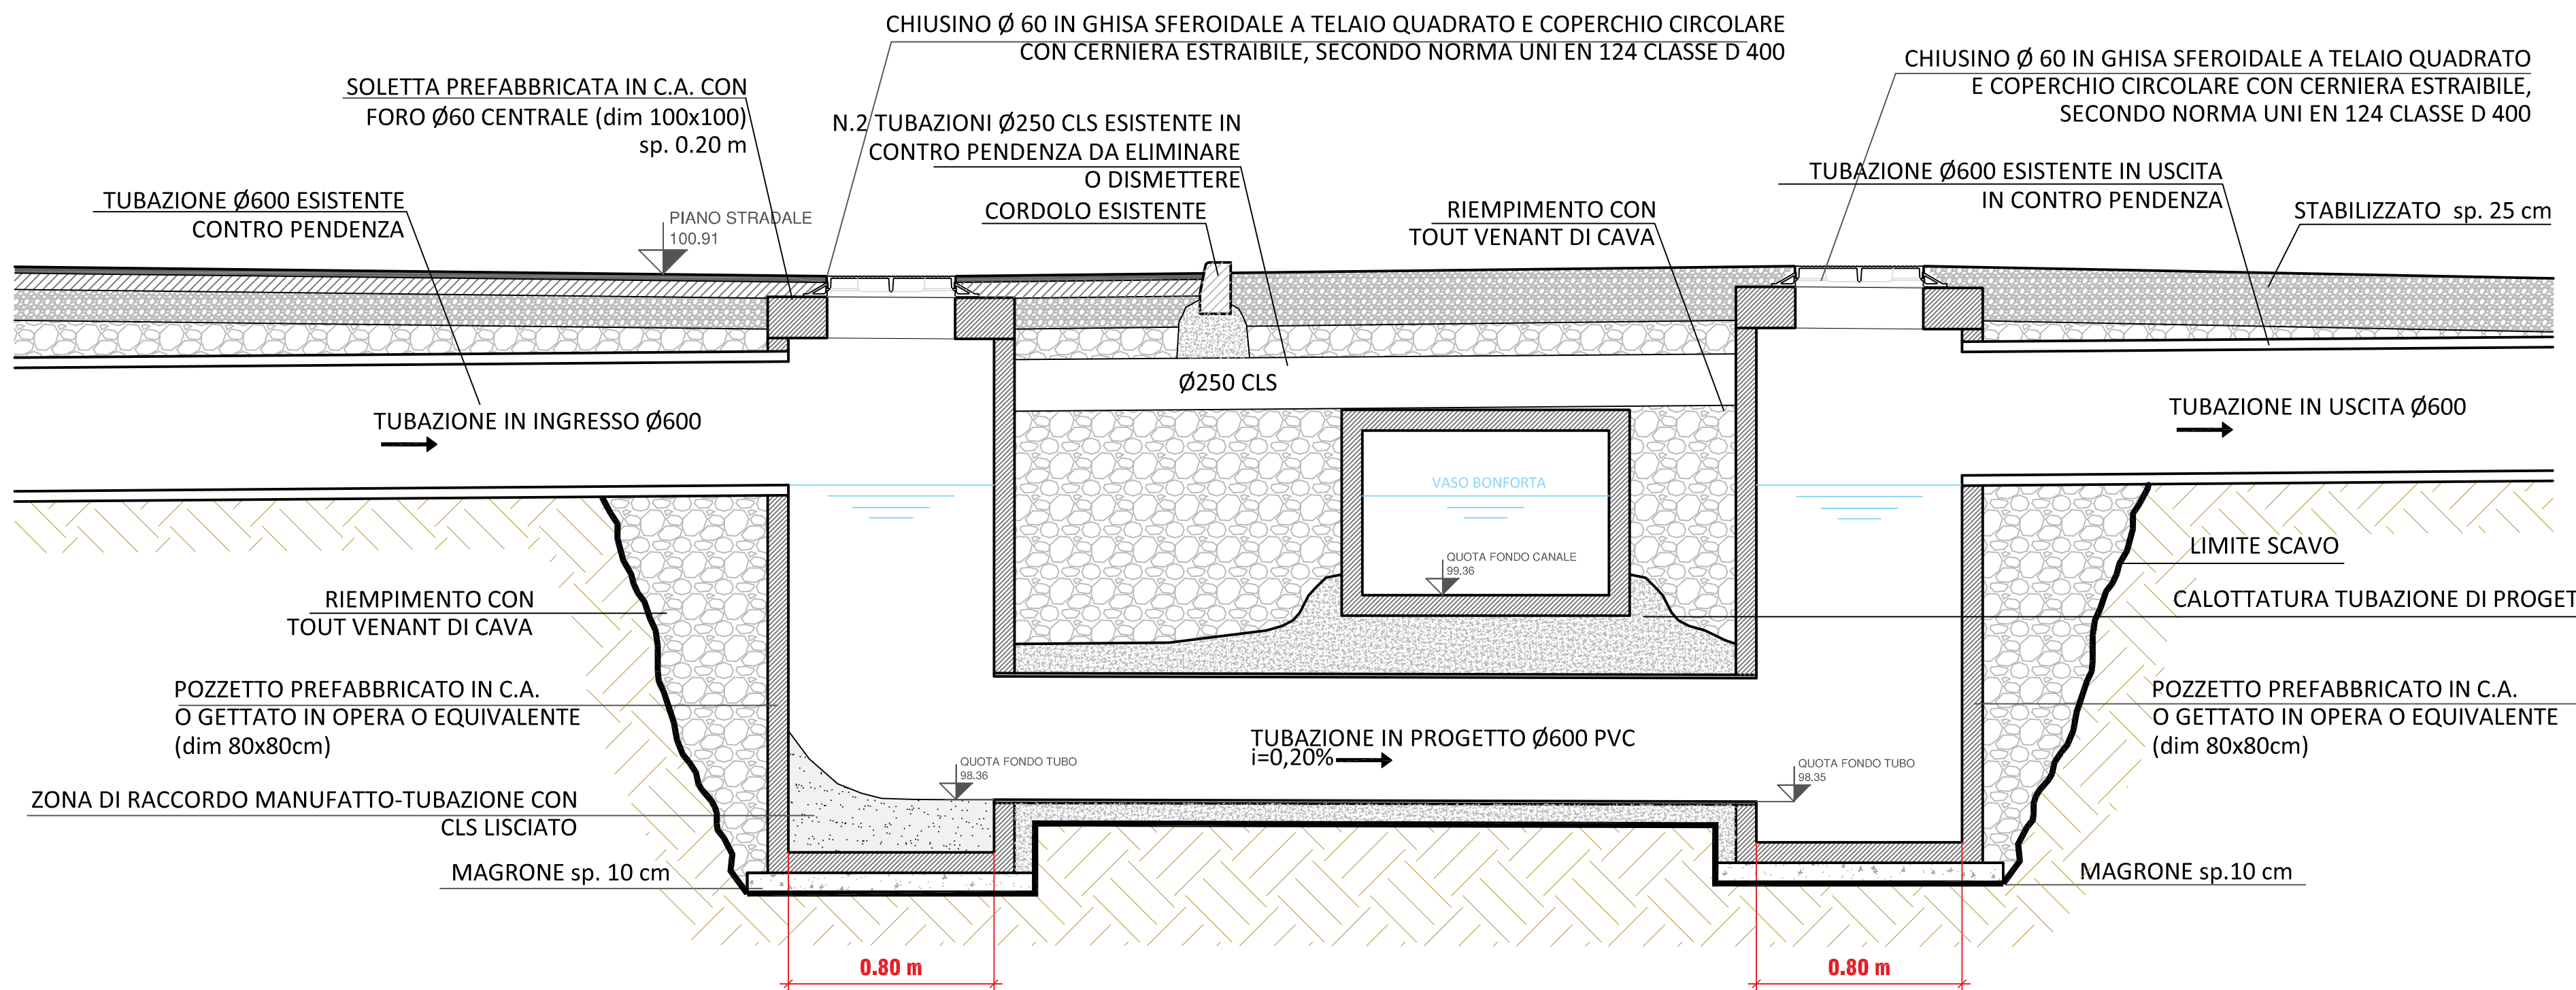 CHIUSINO Ø 60 IN GHISA SFEROIDALE A TELAIO QUADRATO E COPERCHIO CIRCOLARE
CON CERNIERA ESTRAIBILE, SECONDO NORMA UNI EN 124 CLASSE D 400
CHIUSINO Ø 60 IN GHISA SFEROIDALE A TELAIO QUADRATO
E COPERCHIO CIRCOLARE CON CERNIERA ESTRAIBILE,
SECONDO NORMA UNI EN 124 CLASSE D 400
SOLETTA PREFABBRICATA IN C.A. CON
FORO Ø60 CENTRALE (dim 100x100)
sp. 0.20 m
N.2 TUBAZIONI Ø250 CLS ESISTENTE IN
CONTRO PENDENZA DA ELIMINARE
O DISMETTERE
CORDOLO ESISTENTE
TUBAZIONE Ø600 ESISTENTE
CONTRO PENDENZA
PIANO STRADALE
100.91
RIEMPIMENTO CON
TOUT VENANT DI CAVA
TUBAZIONE Ø600 ESISTENTE IN USCITA
IN CONTRO PENDENZA
STABILIZZATO sp. 25 cm
Ø250 CLS
TUBAZIONE IN INGRESSO Ø600
TUBAZIONE IN USCITA Ø600
VASO BONFORTA
QUOTA FONDO CANALE
99.36
LIMITE SCAVO
RIEMPIMENTO CON
TOUT VENANT DI CAVA
CALOTTATURA TUBAZIONE DI PROGET
POZZETTO PREFABBRICATO IN C.A.
O GETTATO IN OPERA O EQUIVALENTE
(dim 80x80cm)
POZZETTO PREFABBRICATO IN C.A.
O GETTATO IN OPERA O EQUIVALENTE
(dim 80x80cm)
TUBAZIONE IN PROGETTO Ø600 PVC
i=0,20%
QUOTA FONDO TUBO
98.36
QUOTA FONDO TUBO
98.35
ZONA DI RACCORDO MANUFATTO-TUBAZIONE CON
CLS LISCIATO
MAGRONE sp. 10 cm
MAGRONE sp.10 cm
0.80 m
0.80 m